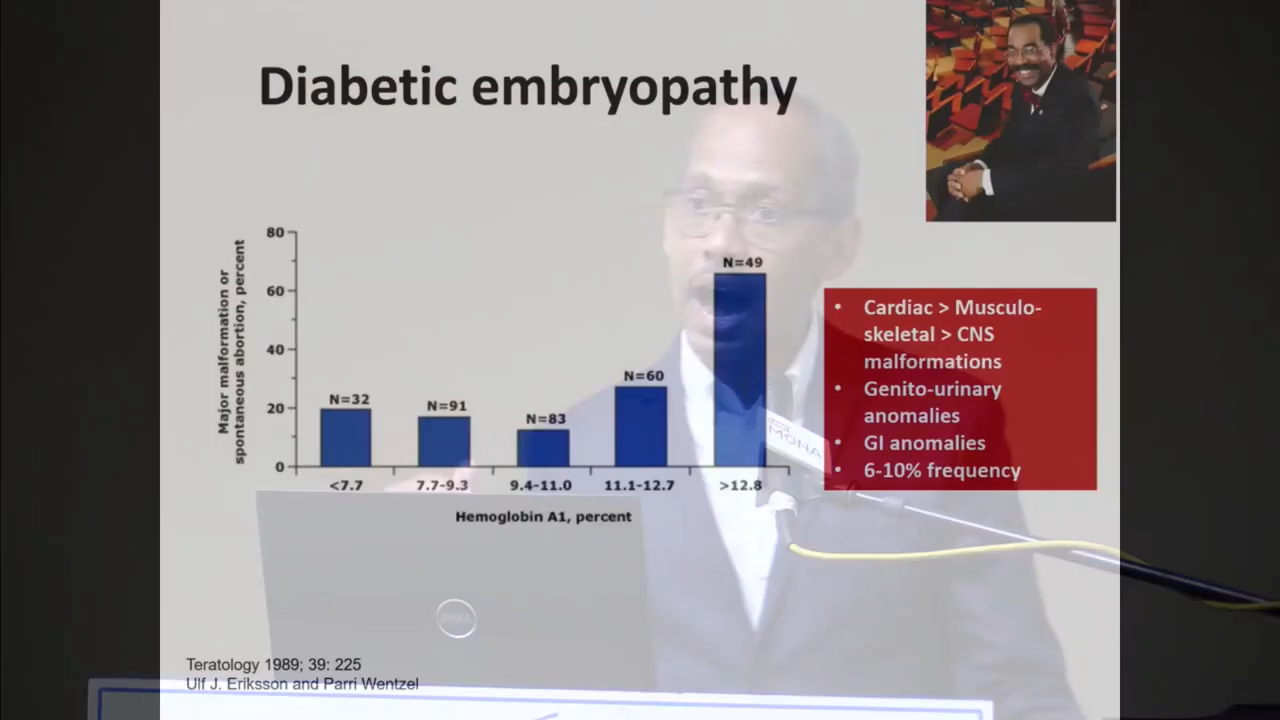 Diabetic embryopathy
Major malformation or
spontaneous abortion, percent
80
60
40
20
0
N=32
N=91
N=83
N=60
N=49
<7.7
7.7-9.3
9.4-11.0
11.1-12.7
>12.8
Hemoglobin A1, percent
Cardiac > Musculo-
skeletal > CNS
malformations
Genito-urinary
anomalies
GI anomalies
6-10% frequency
MONA
DELL
Teratology 1989; 39: 225
Ulf J. Eriksson and Parri Wentzel